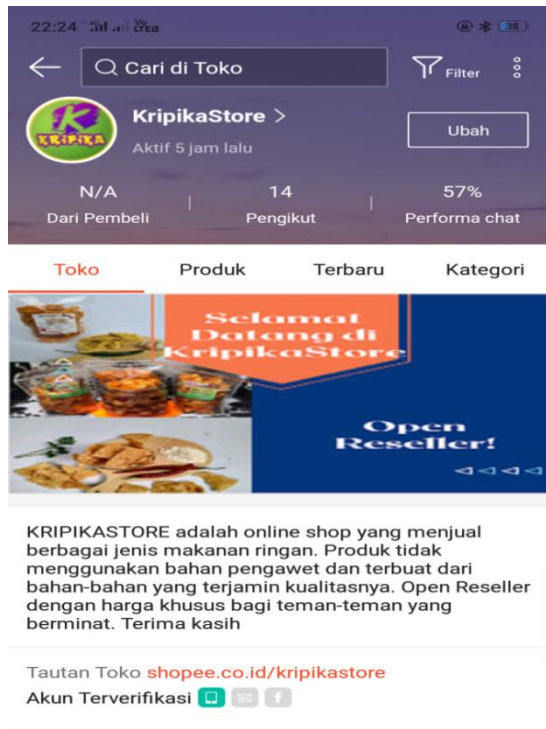 22:24
38
Cari di Toko
Filter
KRIPIKA
KripikaStore >
Aktif 5 jam lalu
Ubah
N/A
14
57%
Dari Pembeli
Pengikut
Performa chat
Toko
Produk
Terbaru
Kategori
Selamat
Datang di
KripikaStore
Open
Reseller!
KRIPIKASTORE adalah online shop yang menjual
berbagai jenis makanan ringan. Produk tidak
menggunakan bahan pengawet dan terbuat dari
bahan-bahan yang terjamin kualitasnya. Open Reseller
dengan harga khusus bagi teman-teman yang
berminat. Terima kasih
Tautan Toko shopee.co.id/kripikastore
Akun Terverifikasi